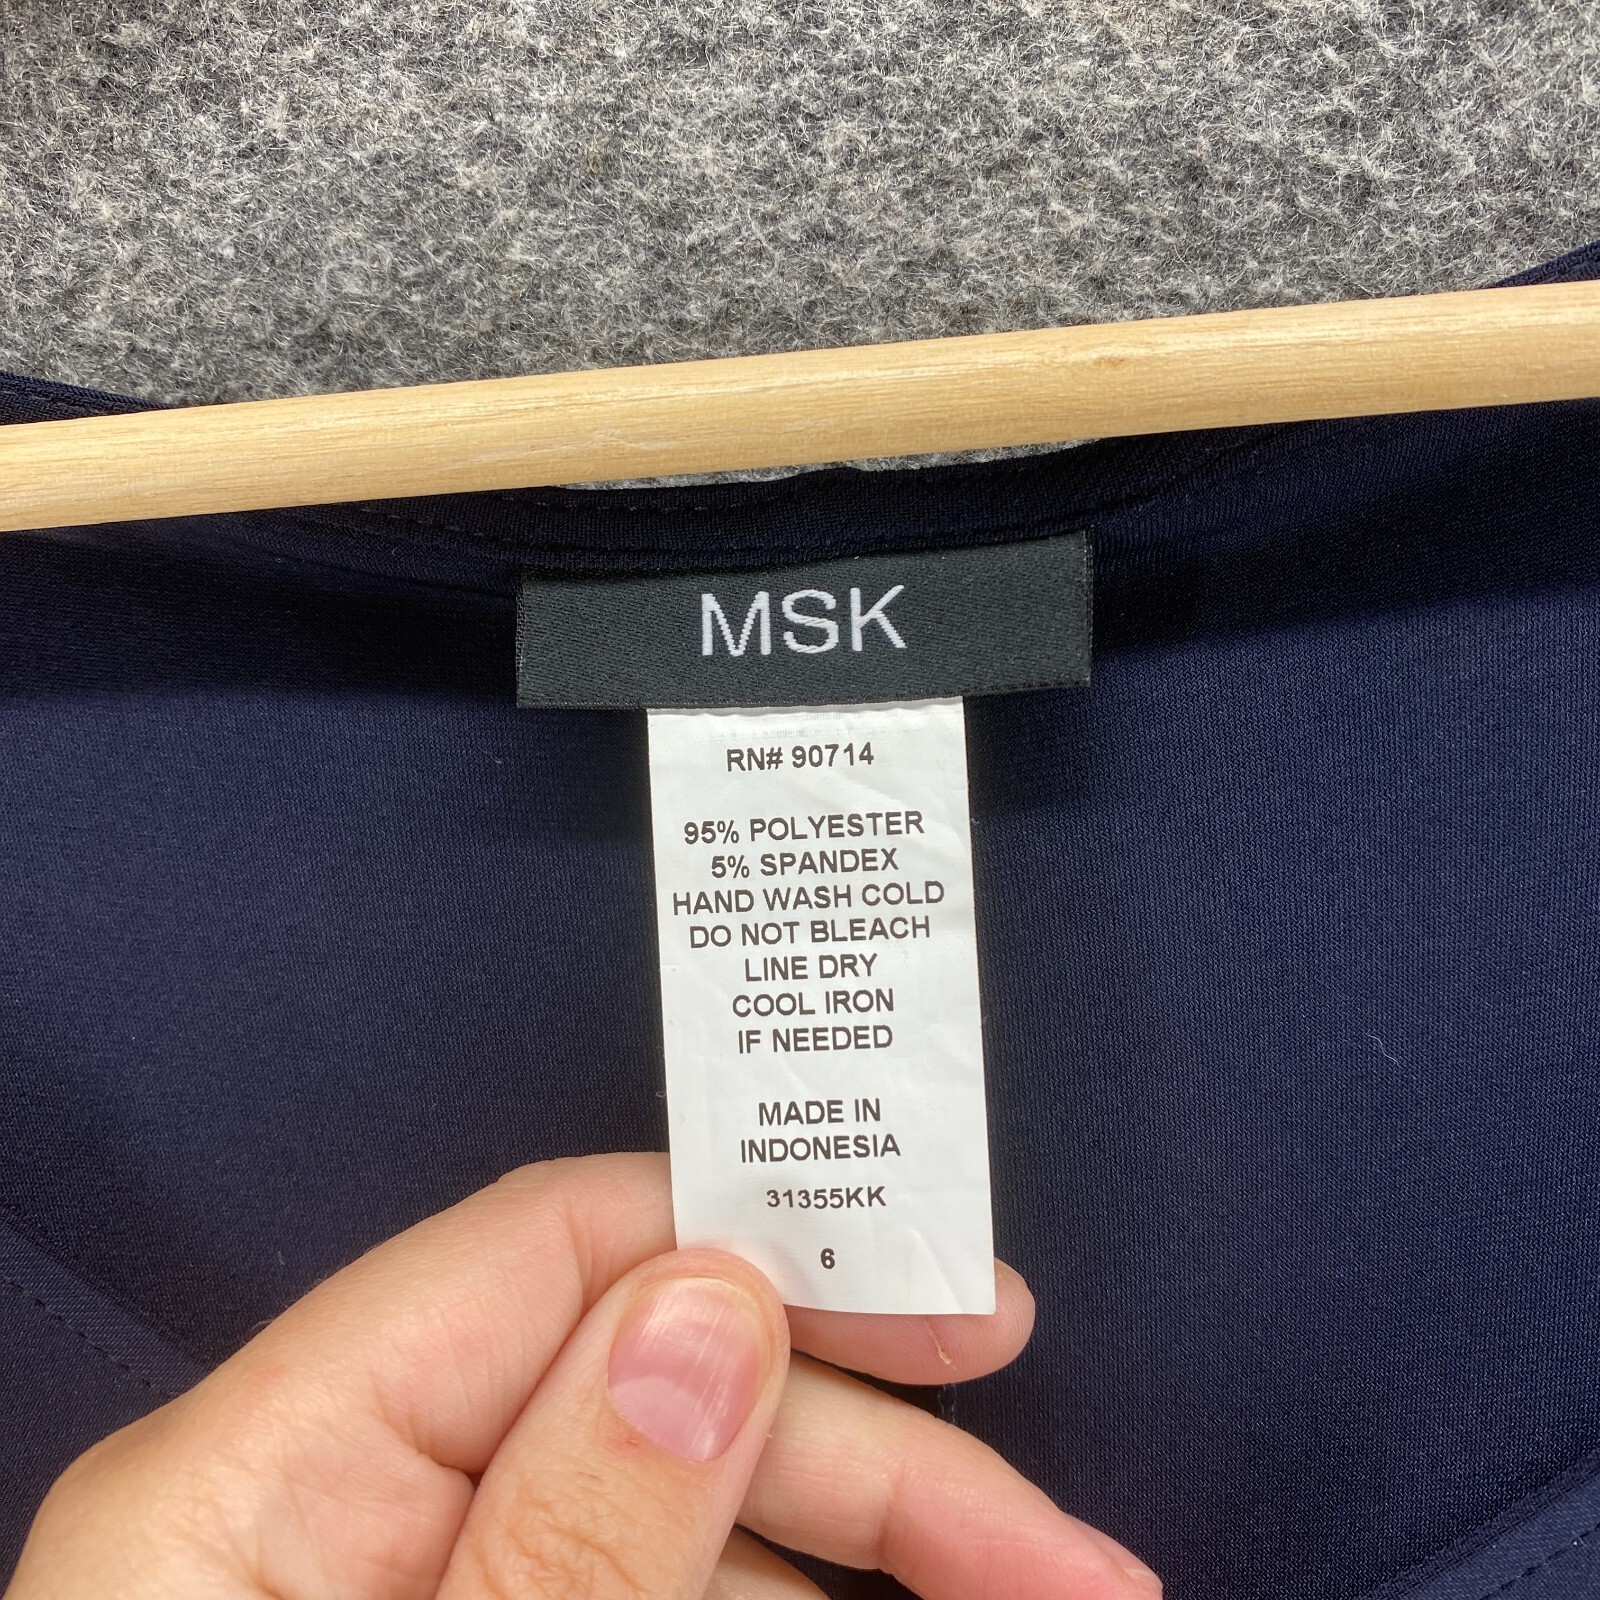 MSK
RN# 90714
95% POLYESTER
5% SPANDEX
HAND WASH COLD
DO NOT BLEACH
LINE DRY
COOL IRON
IF NEEDED
MADE IN
INDONESIA
31355KK
6